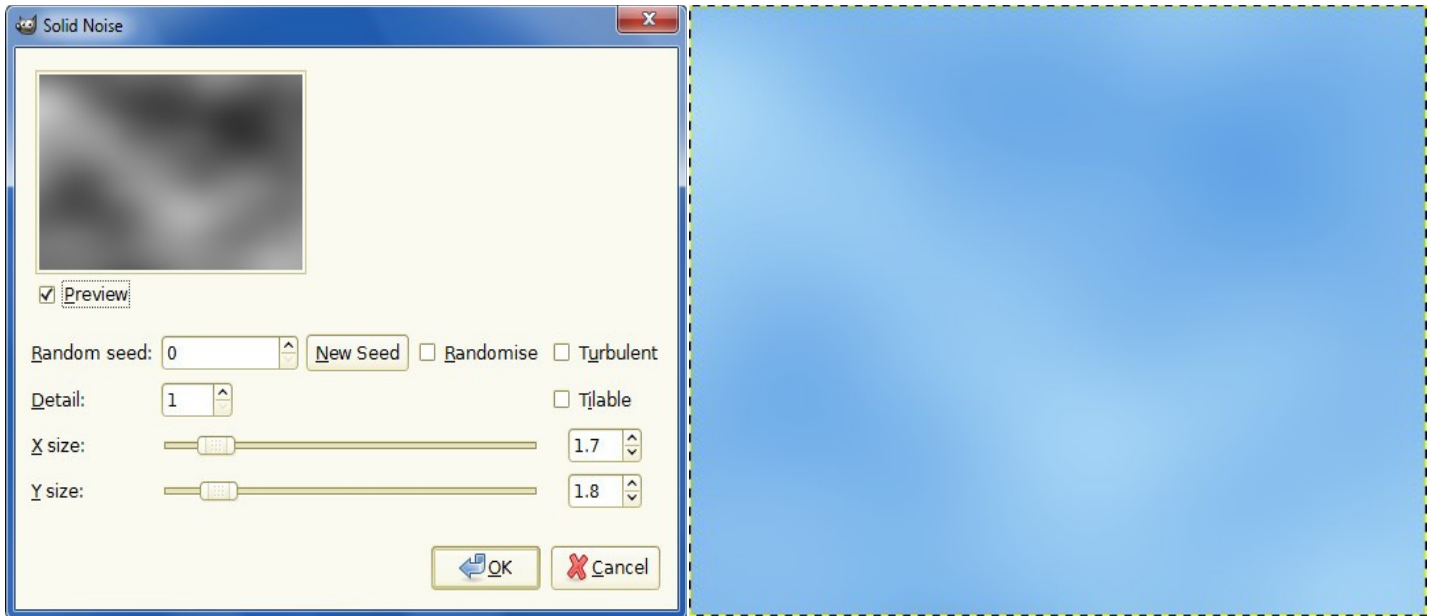 Solid Noise
Preview
Random seed: 0 New Seed Randomise Turbulent
Detail: 1 Tilable
X size: 1.7
Y size: 1.8
OK Cancel